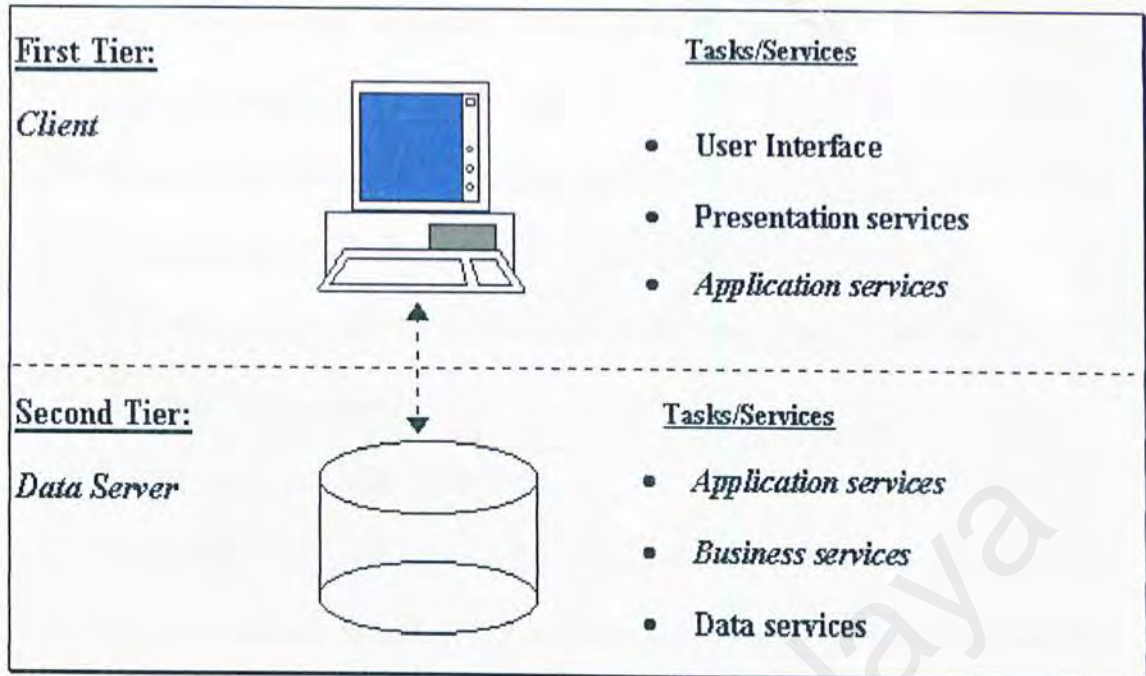 First Tier:
Client
Tasks/Services
• User Interface
• Presentation services
• Application services
Second Tier:
Data Server
Tasks/Services
• Application services
• Business services
• Data services
laya